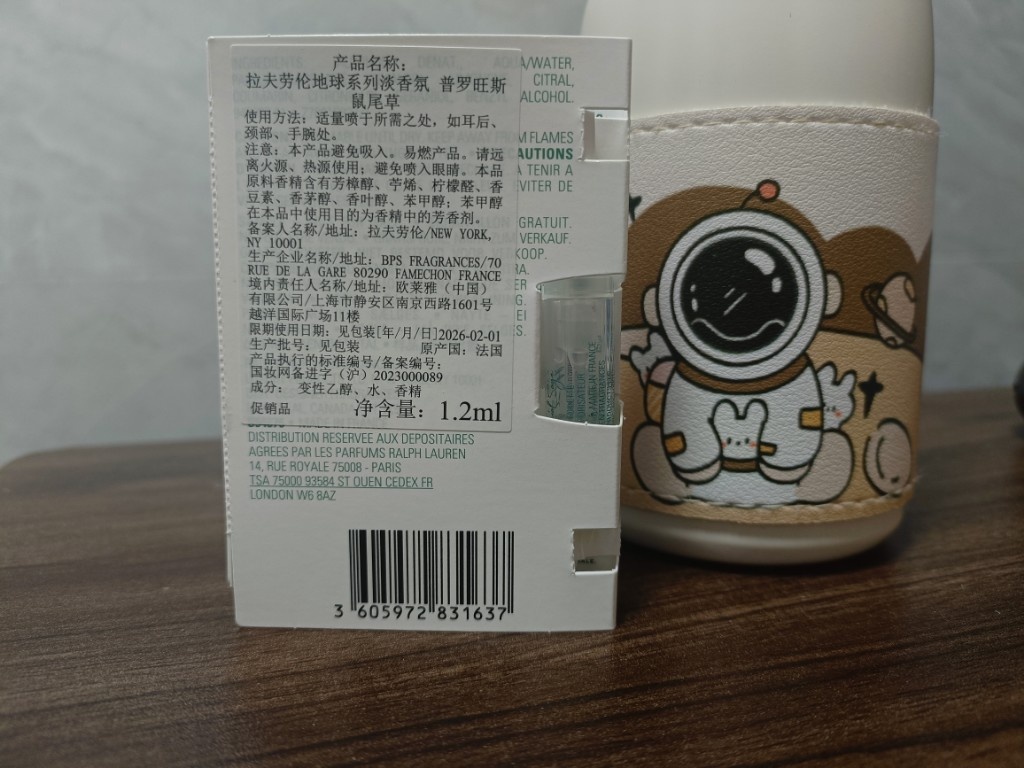 产品名称：
拉夫劳伦地球系列淡香氛 普罗旺斯
鼠尾草
使用方法：适量喷于所需之处，如耳后、
颈部、手腕处。
注意：本产品避免吸入。易燃产品。请远
离火源、热源使用；避免喷入眼睛。本品
原料香精含有芳樟醇、苧烯、柠檬醛、香
豆素、香茅醇、香叶醇、苯甲醇；苯甲醇
在本品中使用目的为香精中的芳香剂。
备案人名称/地址：拉夫劳伦/NEW YORK,
NY 10001
生产企业名称/地址：BPS FRAGRANCES/70
RUE DE LA GARE 80290 FAMECHON FRANCE
境内责任人名称/地址：欧莱雅（中国）
有限公司/上海市静安区南京西路1601号
越洋国际广场11楼
限期使用日期：见包装[年/月/日]2026-02-01
生产批号：见包装 原产国：法国
产品执行的标准编号/备案编号：
国妆网备进字（沪）2023000089
成分： 变性乙醇、水、香精
促销品 净含量：1.2ml
AQUA/WATER,
CITRAL,
ALCOHOL.
FLAMES
A TENIR A
EVITER DE
GRATUIT.
VERKAUF.
DISTRIBUTION RESERVEE AUX DEPOSITAIRES
AGREES PAR LES PARFUMS RALPH LAUREN
14, RUE ROYALE 75008 - PARIS
TSA 75000 93584 ST OUEN CEDEX FR
LONDON W6 8AZ
3 605972 831637